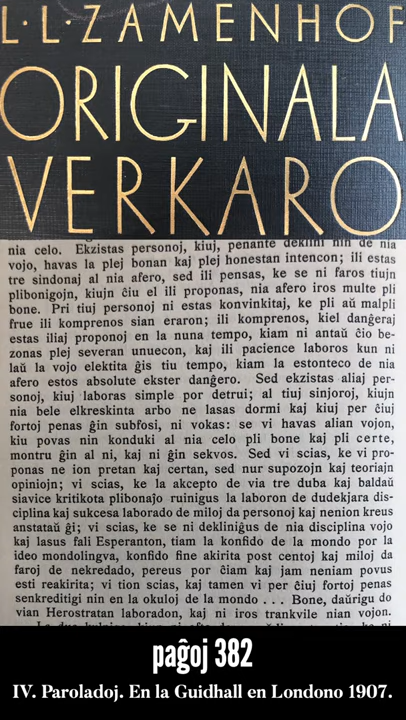 L·L·ZAMENHOF
ORIGINALA
VERKARO
nia celo. Ekzistas personoj, kiuj, penante deklini nin de nia
vojo, havas la plej bonan kaj plej honestan intencon; ili estas
tre sindonaj al nia afero, sed ili pensas, ke se ni faros tiujn
plibonigojn, kiujn ĉiu el ili proponas, nia afero iros multe pli
bone. Pri tiuj personoj ni estas konvinkitaj, ke pli aŭ malpli
frue ili komprenos sian eraron; ili komprenos, kiel danĝeraj
estas iliaj proponoj en la nuna tempo, kiam ni antaŭ ĉio be-
zonas plej severan unuecon, kaj ili pacience laboros kun ni
laŭ la vojo elektita ĝis tiu tempo, kiam la estonteco de nia
afero estos absolute ekster danĝero. Sed ekzistas aliaj per-
sonoj, kiuj laboras simple por detrui; al tiuj sinjoroj, kiujn
nia bele elkreskinta arbo ne lasas dormi kaj kiuj per ĉiuj
fortoj penas ĝin subfosi, ni vokas: se vi havas alian vojon,
kiu povas nin konduki al nia celo pli bone kaj pli certe,
montru ĝin al ni, kaj ni ĝin sekvos. Sed vi scias, ke vi pro-
ponas ne ion pretan kaj certan, sed nur supozojn kaj teoriajn
opiniojn; vi scias, ke la akcepto de via tre duba kaj baldaŭ
siavice kritikota plibonaĵo ruinigus la laboron de dudekjara dis-
ciplina kaj sukcesa laborado de miloj da personoj kaj nenion kreus
anstataŭ ĝi; vi scias, ke se ni dekliniĝus de nia disciplina vojo
kaj lasus fali Esperanton, tiam la konfido de la mondo por la
ideo mondolingva, konfido fine akirita post centoj kaj miloj da
faroj de nekredado, pereus por ĉiam kaj jam neniam povus
esti reakirita; vi tion scias, kaj tamen vi per ĉiuj fortoj penas
senkreditigi nin en la okuloj de la mondo . . . Bone, daŭrigu do
vian Herostratan laboradon, kaj ni iros trankvile nian vojon.
paĝoj 382
IV. Paroladoj. En la Guidhall en Londono 1907.